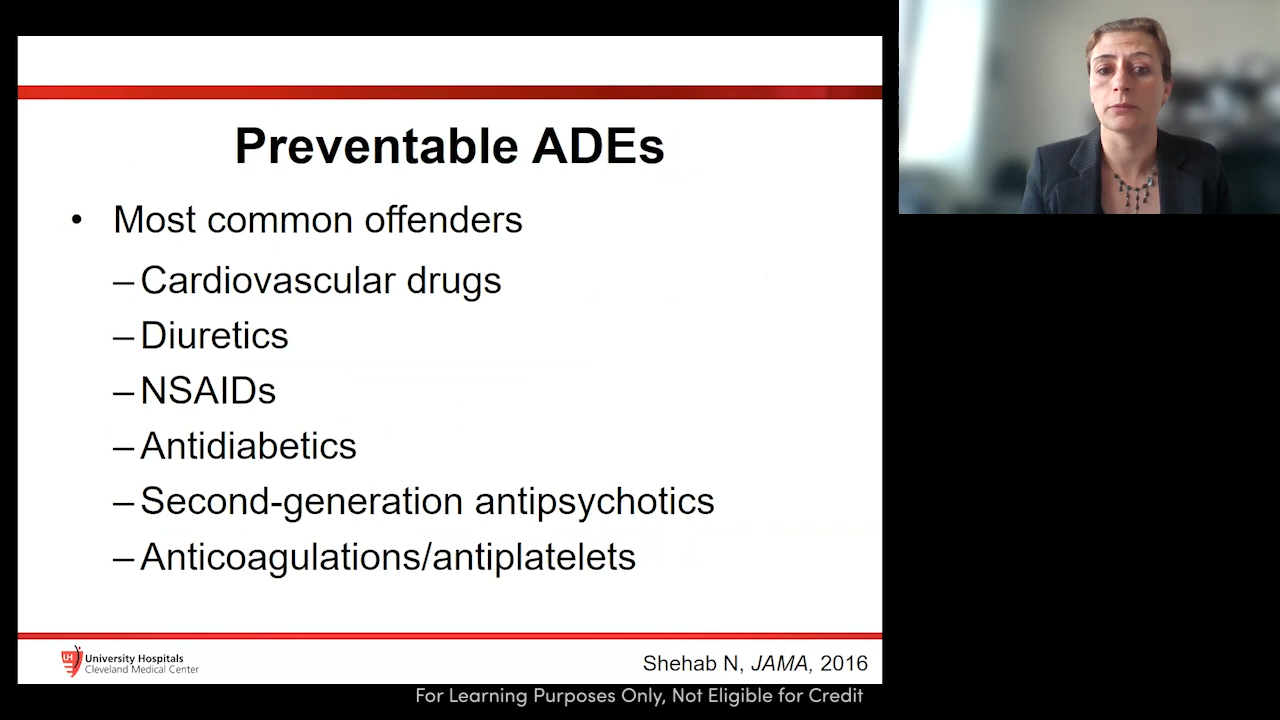 Preventable ADEs
• Most common offenders
–Cardiovascular drugs
–Diuretics
–NSAIDs
–Antidiabetics
–Second-generation antipsychotics
–Anticoagulations/antiplatelets
UH
University Hospitals
Cleveland Medical Center
Shehab N, JAMA, 2016
For Learning Purposes Only, Not Eligible for Credit